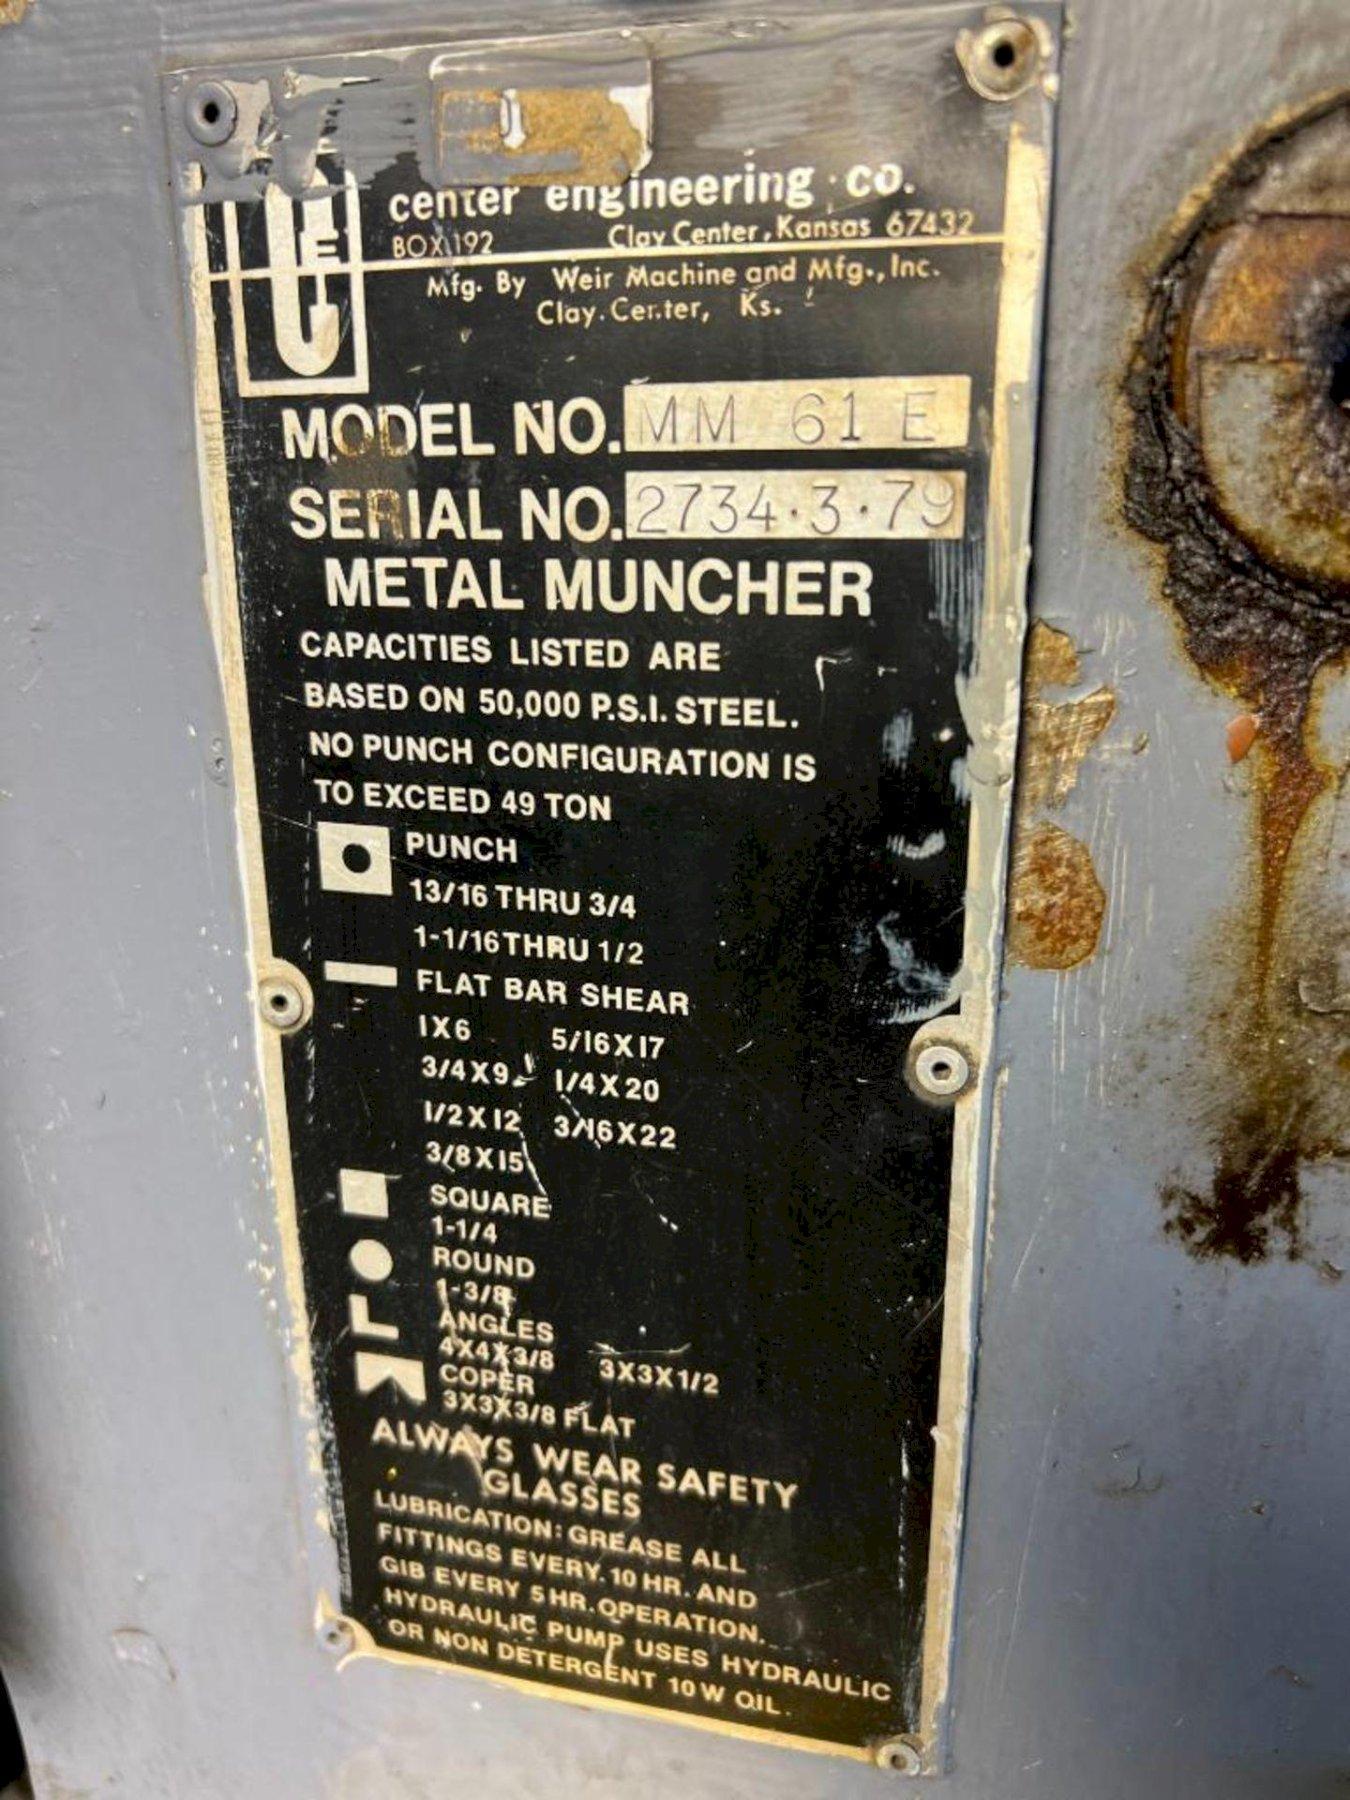 center engineering co.
BOX 192 Clay Center, Kansas 67432
Mfg. By Weir Machine and Mfg., Inc.
Clay Center, Ks.
MODEL NO. MM 61 E
SERIAL NO. 2734·3·79
METAL MUNCHER
CAPACITIES LISTED ARE
BASED ON 50,000 P.S.I. STEEL.
NO PUNCH CONFIGURATION IS
TO EXCEED 49 TON
PUNCH
13/16 THRU 3/4
1-1/16 THRU 1/2
FLAT BAR SHEAR
1X6 5/16X17
3/4X9 1/4X20
1/2X12 3/16X22
3/8X15
SQUARE
1-1/4
ROUND
1-3/8
ANGLES
4X4X3/8 3X3X1/2
COPER
3X3X3/8 FLAT
ALWAYS WEAR SAFETY
GLASSES
LUBRICATION: GREASE ALL
FITTINGS EVERY 10 HR. AND
GIB EVERY 5 HR. OPERATION.
HYDRAULIC PUMP USES HYDRAULIC
OR NON DETERGENT 10 W OIL.